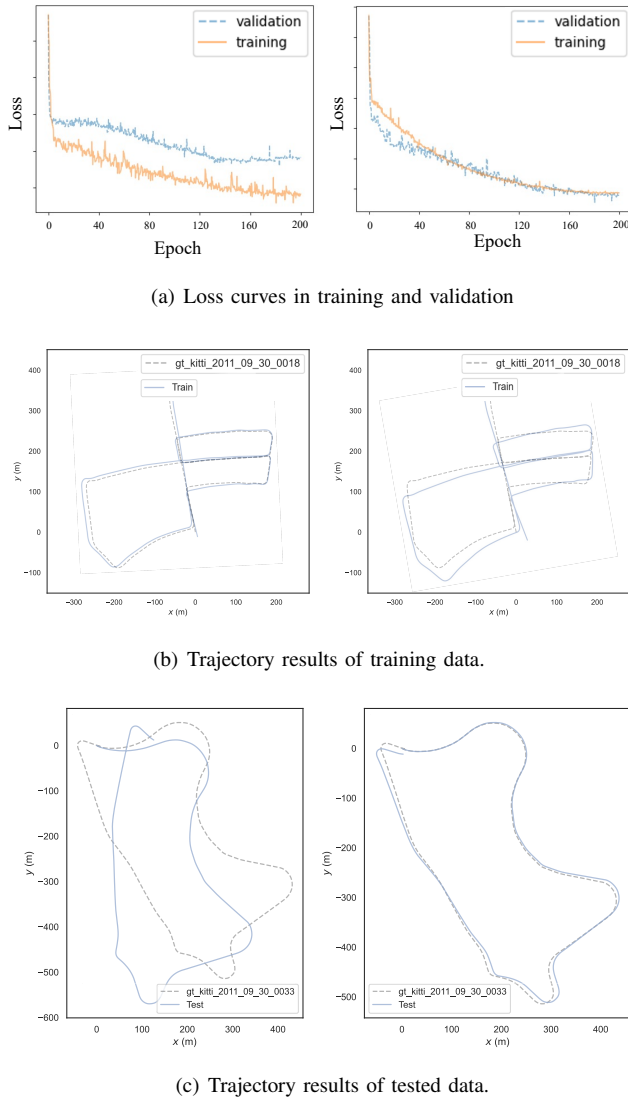 validation
training
Loss
0 40 80 120 160 200
Epoch
validation
training
Loss
0 40 80 120 160 200
Epoch
(a) Loss curves in training and validation
gt_kitti_2011_09_30_0018
Train
400
300
200
100
0
−100
y (m)
−300 −200 −100 0 100 200
x (m)
gt_kitti_2011_09_30_0018
Train
400
300
200
100
0
−100
y (m)
−300 −200 −100 0 100 200
x (m)
(b) Trajectory results of training data.
0
−100
−200
−300
−400
−500
−600
y (m)
gt_kitti_2011_09_30_0033
Test
0 100 200 300 400
x (m)
0
−100
−200
−300
−400
−500
y (m)
gt_kitti_2011_09_30_0033
Test
0 100 200 300 400
x (m)
(c) Trajectory results of tested data.